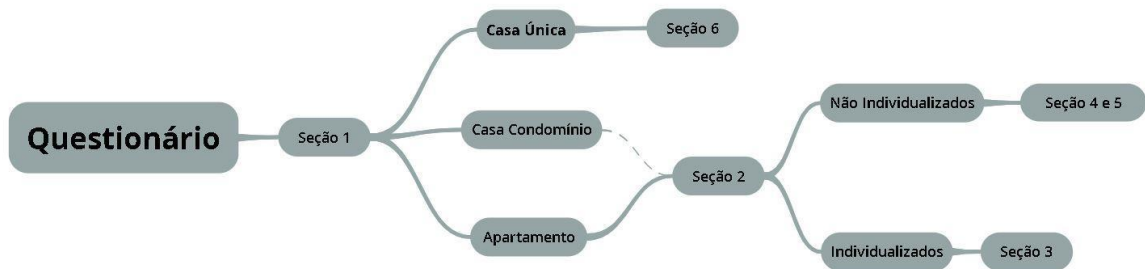 Questionário
Seção 1
Casa Única
Seção 6
Casa Condomínio
Apartamento
Seção 2
Não Individualizados
Seção 4 e 5
Individualizados
Seção 3